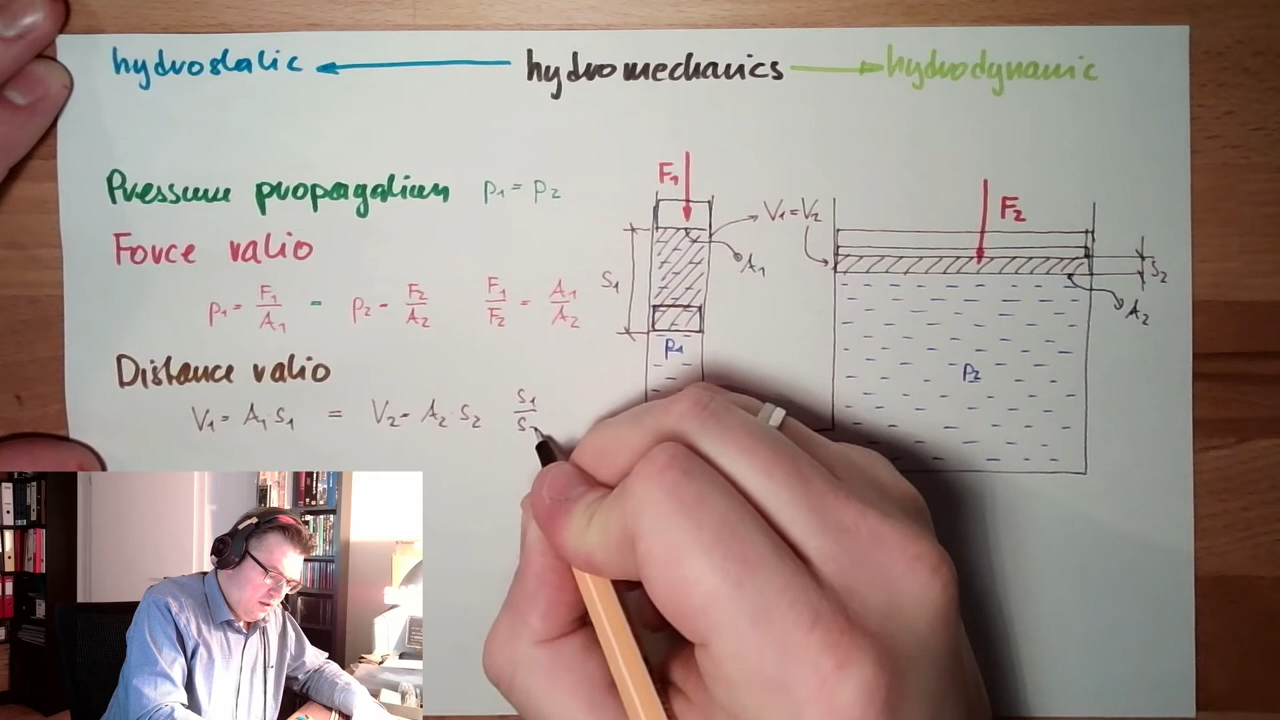 hydrostatic ← hydromechanics → hydrodynamic
Pressure propagation p₁ = p₂
Force ratio
p₁ = F₁/A₁ = p₂ = F₂/A₂ F₁/F₂ = A₁/A₂
Distance ratio
V₁ = A₁·s₁ = V₂ = A₂·s₂ s₁/s₂
F₁
V₁=V₂
A₁
s₁
p₁
F₂
s₂
A₂
p₂